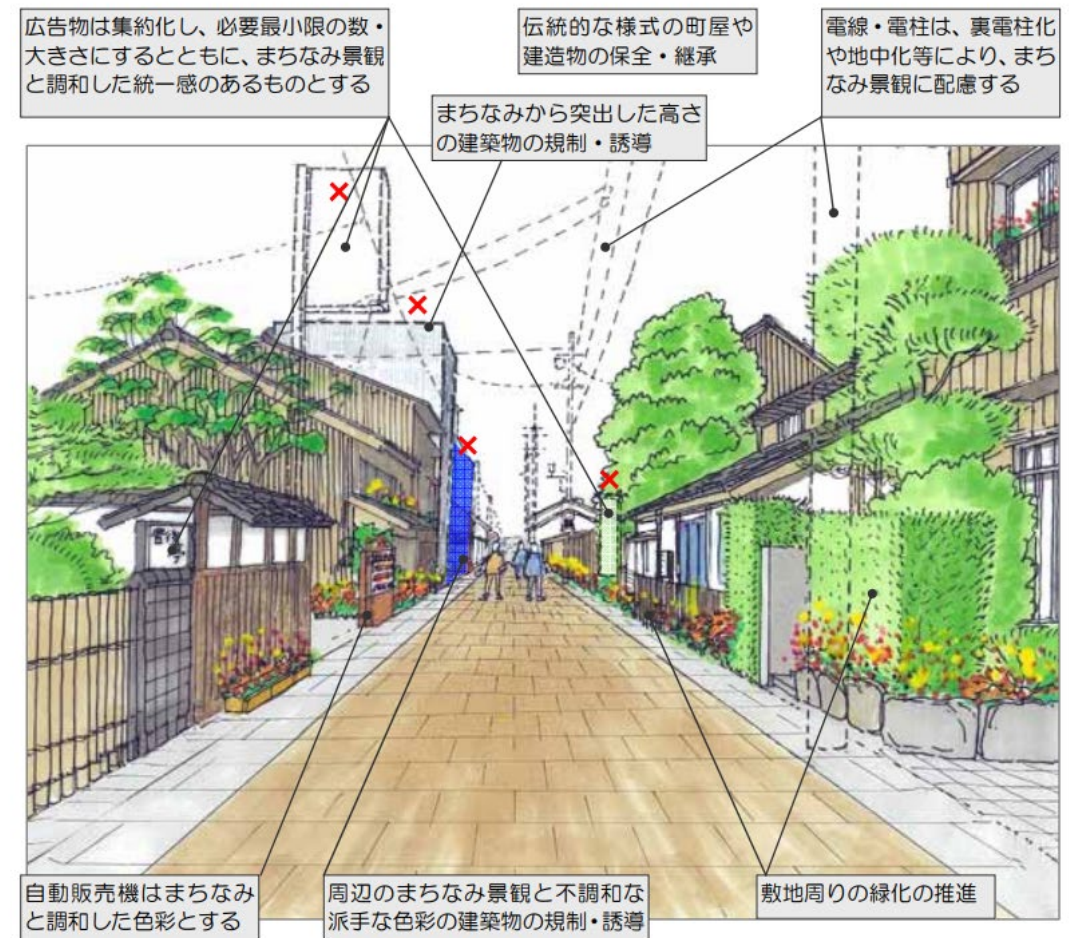 広告物は集約化し、必要最小限の数・
大きさにするとともに、まちなみ景観
と調和した統一感のあるものとする
伝統的な様式の町屋や
建造物の保全・継承
電線・電柱は、裏電柱化
や地中化等により、まち
なみ景観に配慮する
まちなみから突出した高さ
の建築物の規制・誘導
自動販売機はまちなみ
と調和した色彩とする
周辺のまちなみ景観と不調和な
派手な色彩の建築物の規制・誘導
敷地周りの緑化の推進